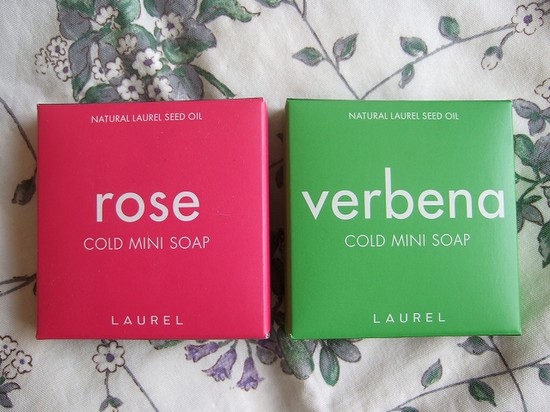 NATURAL LAUREL SEED OIL
rose
COLD MINI SOAP
LAUREL
NATURAL LAUREL SEED OIL
verbena
COLD MINI SOAP
LAUREL